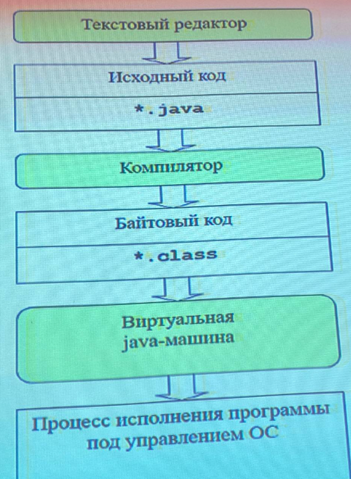 Текстовый редактор
Исходный код
*.java
Компилятор
Байтовый код
*.class
Виртуальная
java-машина
Процесс исполнения программы
под управлением ОС